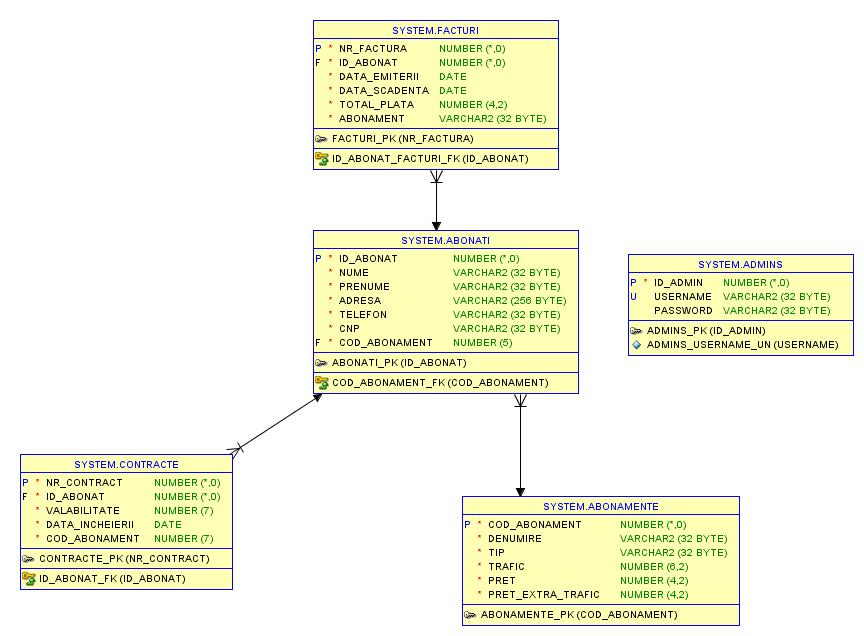 SYSTEM.FACTURI
P * NR_FACTURA NUMBER (*,0)
F * ID_ABONAT NUMBER (*,0)
* DATA_EMITERII DATE
* DATA_SCADENTA DATE
* TOTAL_PLATA NUMBER (4,2)
* ABONAMENT VARCHAR2 (32 BYTE)
FACTURI_PK (NR_FACTURA)
ID_ABONAT_FACTURI_FK (ID_ABONAT)
SYSTEM.ABONATI
P * ID_ABONAT NUMBER (*,0)
* NUME VARCHAR2 (32 BYTE)
* PRENUME VARCHAR2 (32 BYTE)
* ADRESA VARCHAR2 (256 BYTE)
* TELEFON VARCHAR2 (32 BYTE)
* CNP VARCHAR2 (32 BYTE)
F * COD_ABONAMENT NUMBER (5)
ABONATI_PK (ID_ABONAT)
COD_ABONAMENT_FK (COD_ABONAMENT)
SYSTEM.ADMINS
P * ID_ADMIN NUMBER (*,0)
U USERNAME VARCHAR2 (32 BYTE)
PASSWORD VARCHAR2 (32 BYTE)
ADMINS_PK (ID_ADMIN)
ADMINS_USERNAME_UN (USERNAME)
SYSTEM.CONTRACTE
P * NR_CONTRACT NUMBER (*,0)
F * ID_ABONAT NUMBER (*,0)
* VALABILITATE NUMBER (7)
* DATA_INCHEIERII DATE
* COD_ABONAMENT NUMBER (7)
CONTRACTE_PK (NR_CONTRACT)
ID_ABONAT_FK (ID_ABONAT)
SYSTEM.ABONAMENTE
P * COD_ABONAMENT NUMBER (*,0)
* DENUMIRE VARCHAR2 (32 BYTE)
* TIP VARCHAR2 (32 BYTE)
* TRAFIC NUMBER (6,2)
* PRET NUMBER (4,2)
* PRET_EXTRA_TRAFIC NUMBER (4,2)
ABONAMENTE_PK (COD_ABONAMENT)